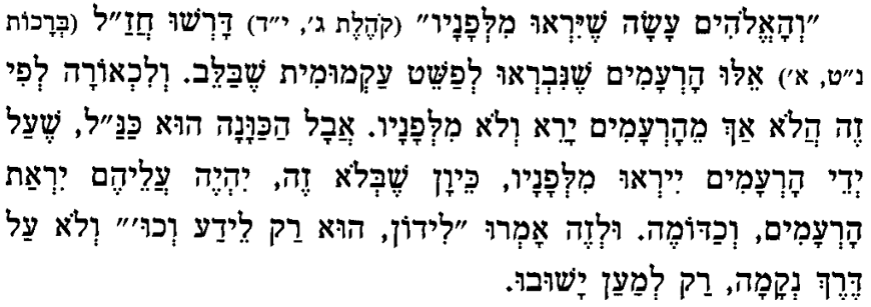 "וְהָאֱלֹהִים עָשָׂה שֶׁיִּרְאוּ מִלְּפָנָיו" (קֹהֶלֶת ג', י"ד) דָּרְשׁוּ חֲזַ"ל (בְּרָכוֹת
נ"ט, א') אֵלּוּ הָרְעָמִים שֶׁנִּבְרְאוּ לְפַשֵּׁט עַקְמוּמִית שֶׁבַּלֵּב. וְלִכְאוֹרָה לְפִי
זֶה הֲלֹא אַךְ מֵהָרְעָמִים יָרֵא וְלֹא מִלְּפָנָיו. אֲבָל הַכַּוָּנָה הוּא כַּנַּ"ל, שֶׁעַל
יְדֵי הָרְעָמִים יִירְאוּ מִלְּפָנָיו, כֵּיוָן שֶׁבְּלֹא זֶה, יִהְיֶה עֲלֵיהֶם יִרְאַת
הָרְעָמִים, וְכַדּוֹמֶה. וּלְזֶה אָמְרוּ "לִידוֹן, הוּא רַק לֵידַע וְכוּ'" וְלֹא עַל
דֶּרֶךְ נְקָמָה, רַק לְמַעַן יָשׁוּבוּ.